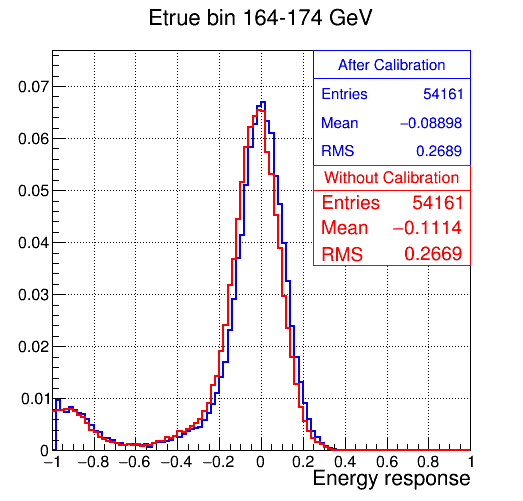 Etrue bin 164-174 GeV
After Calibration
Entries 54161
Mean −0.08898
RMS 0.2689
Without Calibration
Entries 54161
Mean −0.1114
RMS 0.2669
0.07
0.06
0.05
0.04
0.03
0.02
0.01
0
−1 −0.8 −0.6 −0.4 −0.2 0 0.2 0.4 0.6 0.8 1
Energy response